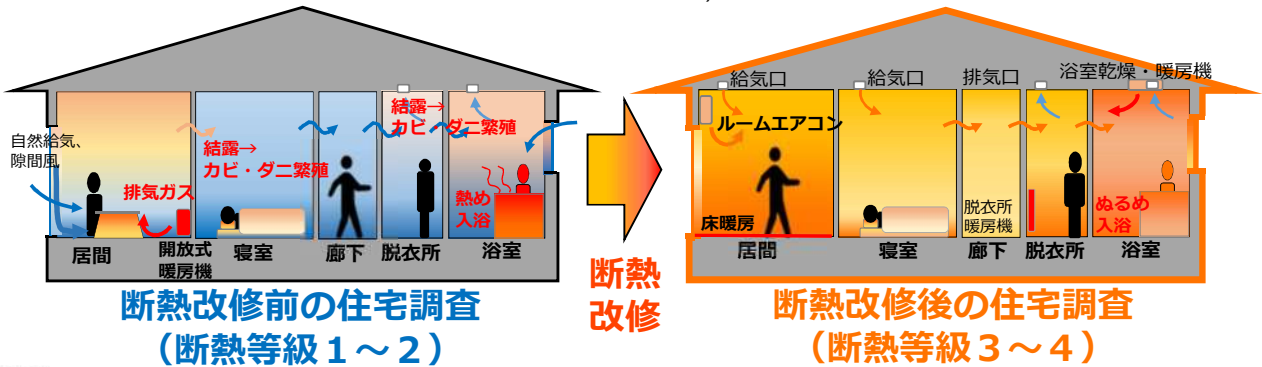 自然給気、
隙間風
排気ガス
結露→
カビ・ダニ繁殖
結露→
カビ・ダニ繁殖
熱め
入浴
居間
開放式
暖房機
寝室
廊下
脱衣所
浴室
断熱改修前の住宅調査
（断熱等級１～２）
断熱
改修
給気口
給気口
排気口
浴室乾燥・暖房機
ルームエアコン
床暖房
脱衣所
暖房機
ぬるめ
入浴
居間
寝室
廊下
脱衣所
浴室
断熱改修後の住宅調査
（断熱等級３～４）